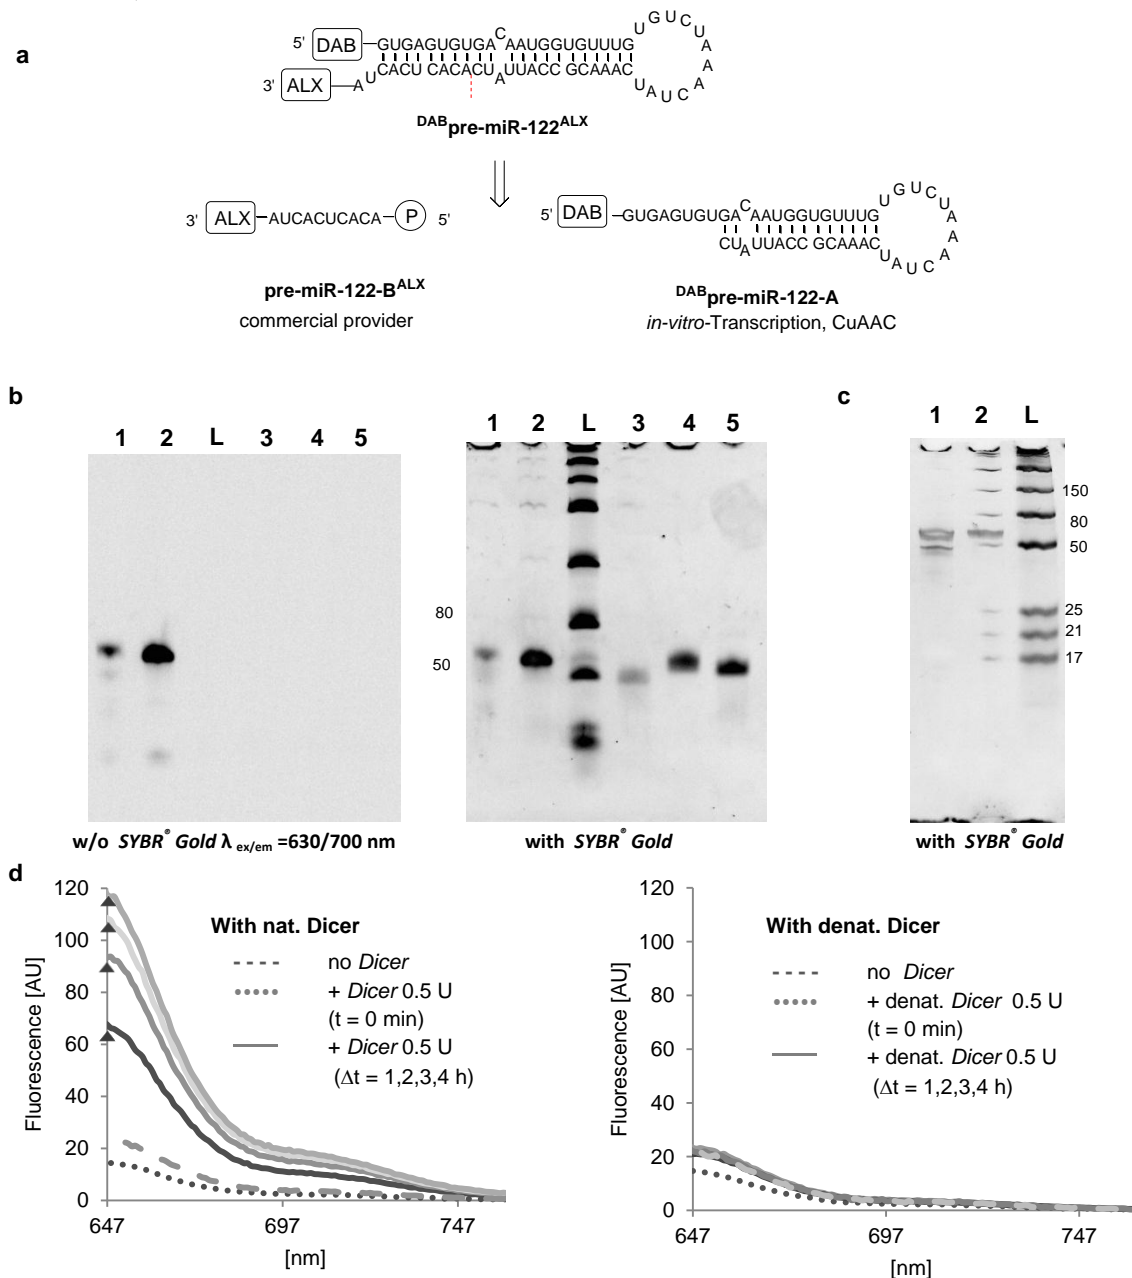 a
5' DAB GUGAGUGUGA C AAUGGUGUUUG U G U C U A A A A C U A U
3' ALX A U CACU CACACU A UUACC GCAAAC
DABpre-miR-122ALX
3' ALX AUCACUCACA P 5'
5' DAB GUGAGUGUGA C AAUGGUGUUUG U G U C U A A A A C U A U
CU A UUACC GCAAAC
pre-miR-122-BALX
commercial provider
DABpre-miR-122-A
in-vitro-Transcription, CuAAC
b
1 2 L 3 4 5
w/o SYBR® Gold λ ex/em =630/700 nm
1 2 L 3 4 5
80
50
with SYBR® Gold
c
1 2 L
150
80
50
25
21
17
with SYBR® Gold
d
Fluorescence [AU]
120
100
80
60
40
20
0
647 697 747
[nm]
With nat. Dicer
no Dicer
+ Dicer 0.5 U
(t = 0 min)
+ Dicer 0.5 U
(Δt = 1,2,3,4 h)
Fluorescence [AU]
120
100
80
60
40
20
0
647 697 747
[nm]
With denat. Dicer
no Dicer
+ denat. Dicer 0.5 U
(t = 0 min)
+ denat. Dicer 0.5 U
(Δt = 1,2,3,4 h)